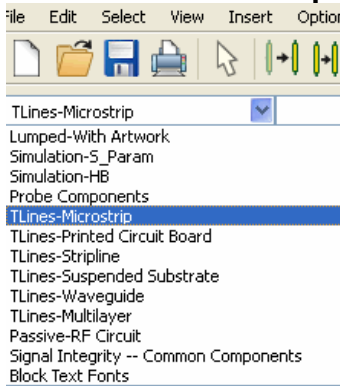 File Edit Select View Insert Option
TLines-Microstrip
Lumped-With Artwork
Simulation-S_Param
Simulation-HB
Probe Components
TLines-Microstrip
TLines-Printed Circuit Board
TLines-Stripline
TLines-Suspended Substrate
TLines-Waveguide
TLines-Multilayer
Passive-RF Circuit
Signal Integrity -- Common Components
Block Text Fonts